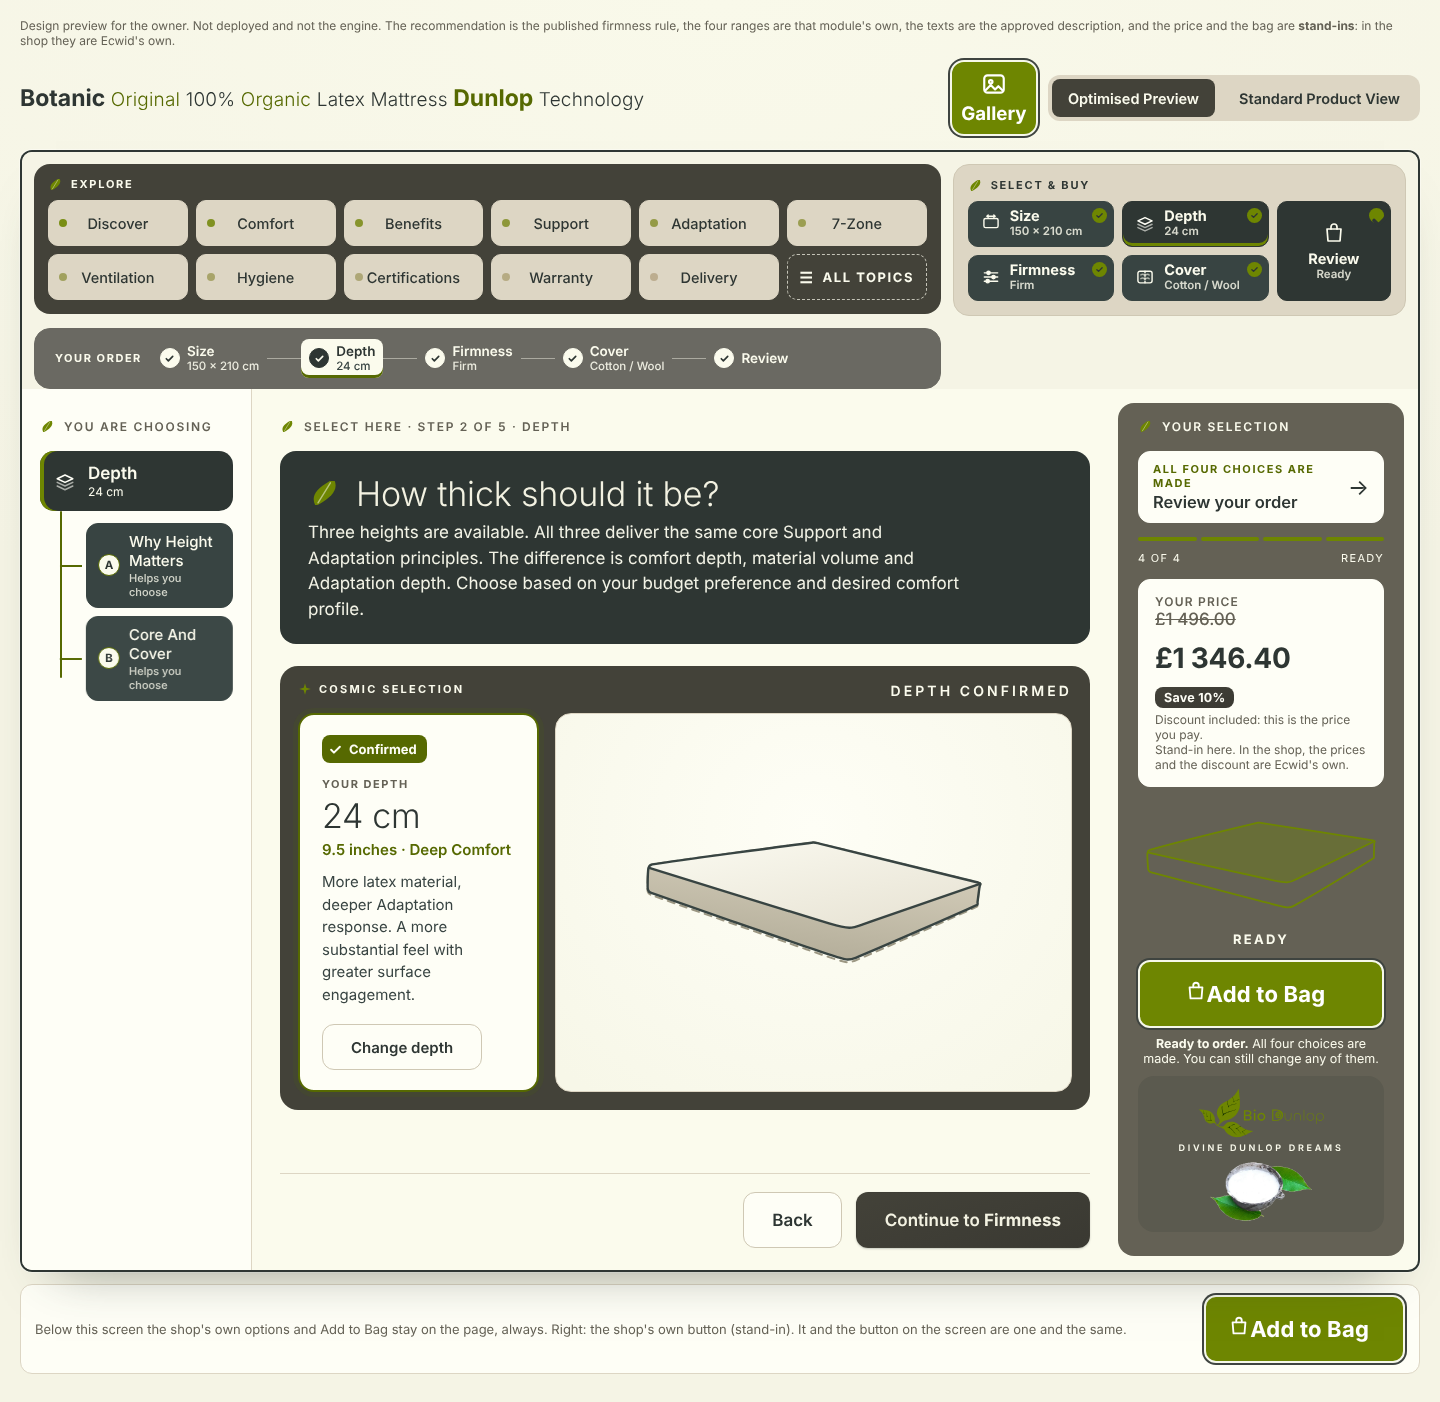 Design preview for the owner. Not deployed and not the engine. The recommendation is the published firmness rule, the four ranges are that module's own, the texts are the approved description, and the price and the bag are stand-ins: in the
shop they are Ecwid's own.
Botanic Original 100% Organic Latex Mattress Dunlop Technology
Gallery
Optimised Preview
Standard Product View
EXPLORE
Discover
Comfort
Benefits
Support
Adaptation
7-Zone
Ventilation
Hygiene
Certifications
Warranty
Delivery
ALL TOPICS
SELECT & BUY
Size
150 × 210 cm
Depth
24 cm
Firmness
Firm
Cover
Cotton / Wool
Review
Ready
YOUR ORDER
Size
150 × 210 cm
Depth
24 cm
Firmness
Firm
Cover
Cotton / Wool
Review
YOU ARE CHOOSING
Depth
24 cm
A
Why Height
Matters
Helps you
choose
B
Core And
Cover
Helps you
choose
SELECT HERE · STEP 2 OF 5 · DEPTH
How thick should it be?
Three heights are available. All three deliver the same core Support and
Adaptation principles. The difference is comfort depth, material volume and
Adaptation depth. Choose based on your budget preference and desired comfort
profile.
COSMIC SELECTION
DEPTH CONFIRMED
Confirmed
YOUR DEPTH
24 cm
9.5 inches · Deep Comfort
More latex material,
deeper Adaptation
response. A more
substantial feel with
greater surface
engagement.
Change depth
Back
Continue to Firmness
YOUR SELECTION
ALL FOUR CHOICES ARE
MADE
Review your order
4 OF 4
READY
YOUR PRICE
£1 496.00
£1 346.40
Save 10%
Discount included: this is the price
you pay.
Stand-in here. In the shop, the prices
and the discount are Ecwid's own.
READY
Add to Bag
Ready to order. All four choices are
made. You can still change any of them.
Bio Dunlop
DIVINE DUNLOP DREAMS
Below this screen the shop's own options and Add to Bag stay on the page, always. Right: the shop's own button (stand-in). It and the button on the screen are one and the same.
Add to Bag